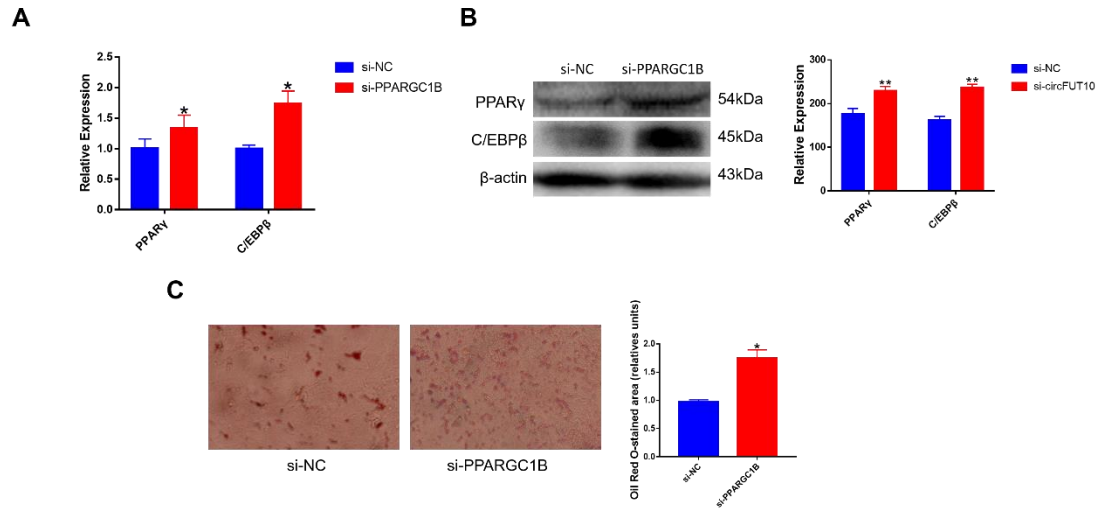 A
Relative Expression
2.5
2.0
1.5
1.0
0.5
0.0
*
*
PPARγ
C/EBPβ
si-NC
si-PPARGC1B
B
si-NC
si-PPARGC1B
PPARγ
54kDa
C/EBPβ
45kDa
β-actin
43kDa
Relative Expression
300
200
100
0
**
**
PPARγ
C/EBPβ
si-NC
si-circFUT10
C
si-NC
si-PPARGC1B
Oil Red O-stained area (relatives units)
2.0
1.5
1.0
0.5
0.0
*
si-NC
si-PPARGC1B